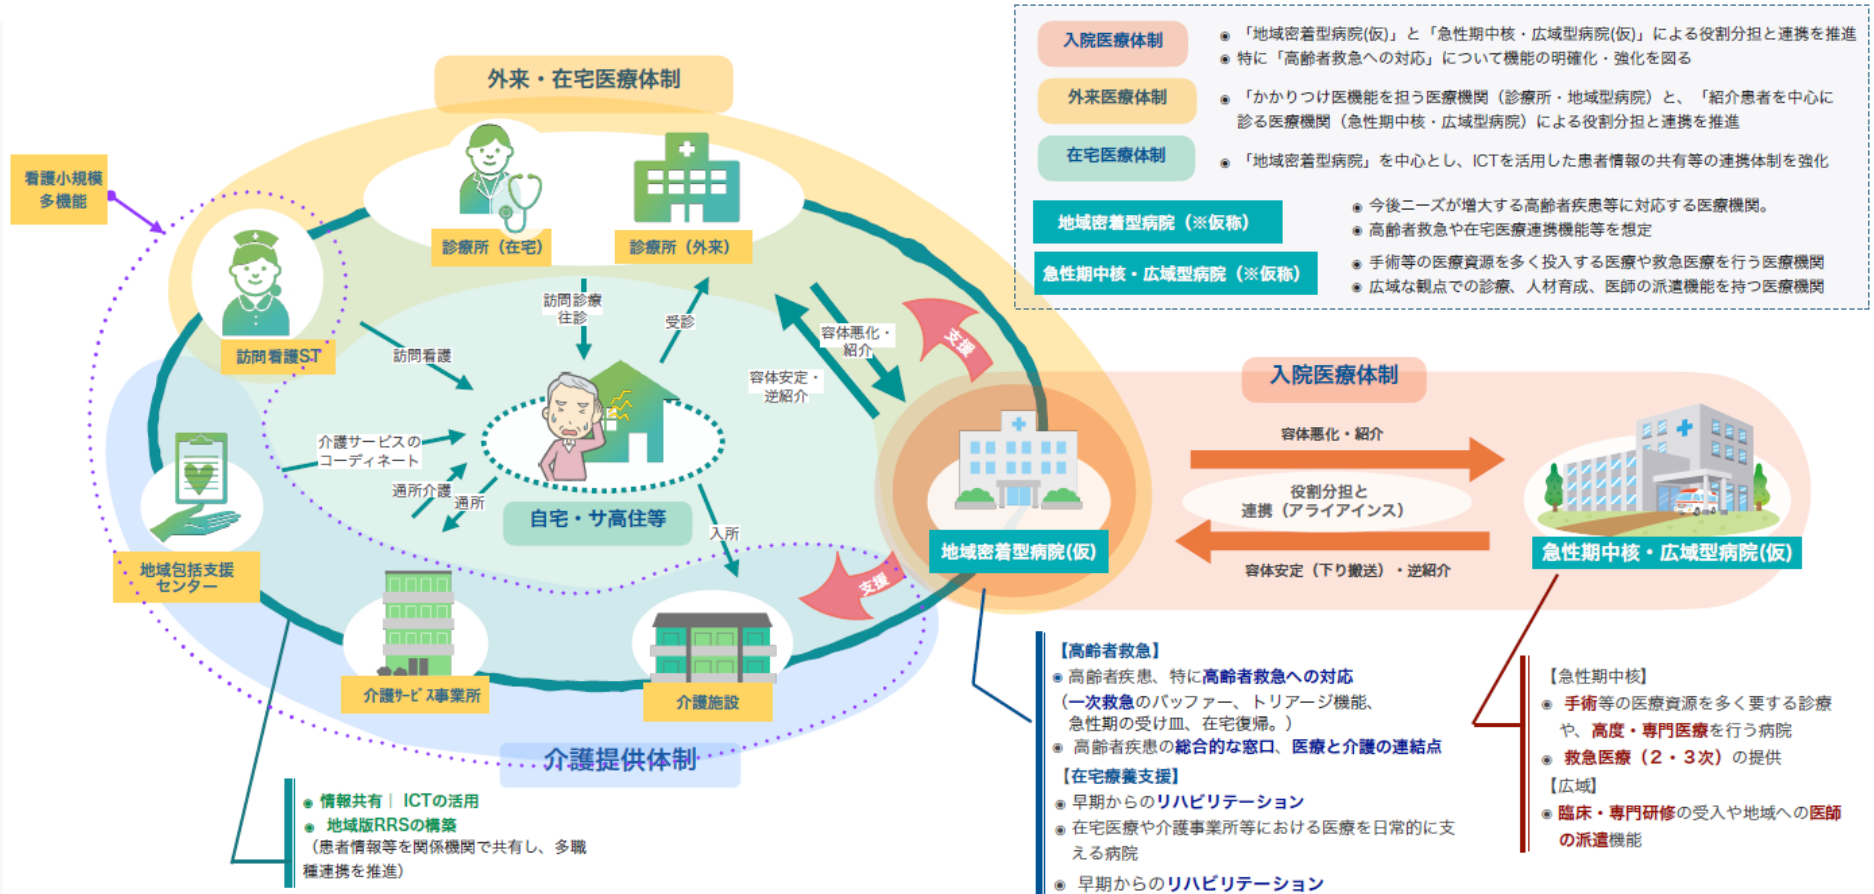 入院医療体制
◉ 「地域密着型病院(仮)」と「急性期中核・広域型病院(仮)」による役割分担と連携を推進
◉ 特に「高齢者救急への対応」について機能の明確化・強化を図る
外来医療体制
◉ 「かかりつけ医機能を担う医療機関（診療所・地域型病院）と、「紹介患者を中心に
診る医療機関（急性期中核・広域型病院）による役割分担と連携を推進
在宅医療体制
◉ 「地域密着型病院」を中心とし、ICTを活用した患者情報の共有等の連携体制を強化
地域密着型病院（※仮称）
◉ 今後ニーズが増大する高齢者疾患等に対応する医療機関。
◉ 高齢者救急や在宅医療連携機能等を想定
急性期中核・広域型病院（※仮称）
◉ 手術等の医療資源を多く投入する医療や救急医療を行う医療機関
◉ 広域な観点での診療、人材育成、医師の派遣機能を持つ医療機関
外来・在宅医療体制
看護小規模
多機能
診療所（在宅）
診療所（外来）
訪問看護ST
訪問診療
往診
受診
訪問看護
容体悪化・
紹介
容体安定・
逆紹介
支援
介護サービスの
コーディネート
通所介護
通所
自宅・サ高住等
入所
支援
地域包括支援
センター
介護サービス事業所
介護施設
介護提供体制
地域密着型病院(仮)
入院医療体制
容体悪化・紹介
役割分担と
連携（アライアインス）
容体安定（下り搬送）・逆紹介
急性期中核・広域型病院(仮)
◉ 情報共有｜ICTの活用
◉ 地域版RRSの構築
（患者情報等を関係機関で共有し、多職
種連携を推進）
【高齢者救急】
◉ 高齢者疾患、特に高齢者救急への対応
（一次救急のバッファー、トリアージ機能、
急性期の受け皿、在宅復帰。）
◉ 高齢者疾患の総合的な窓口、医療と介護の連結点
【在宅療養支援】
◉ 早期からのリハビリテーション
◉ 在宅医療や介護事業所等における医療を日常的に支
える病院
◉ 早期からのリハビリテーション
【急性期中核】
◉ 手術等の医療資源を多く要する診療
や、高度・専門医療を行う病院
◉ 救急医療（２・３次）の提供
【広域】
◉ 臨床・専門研修の受入や地域への医師
の派遣機能